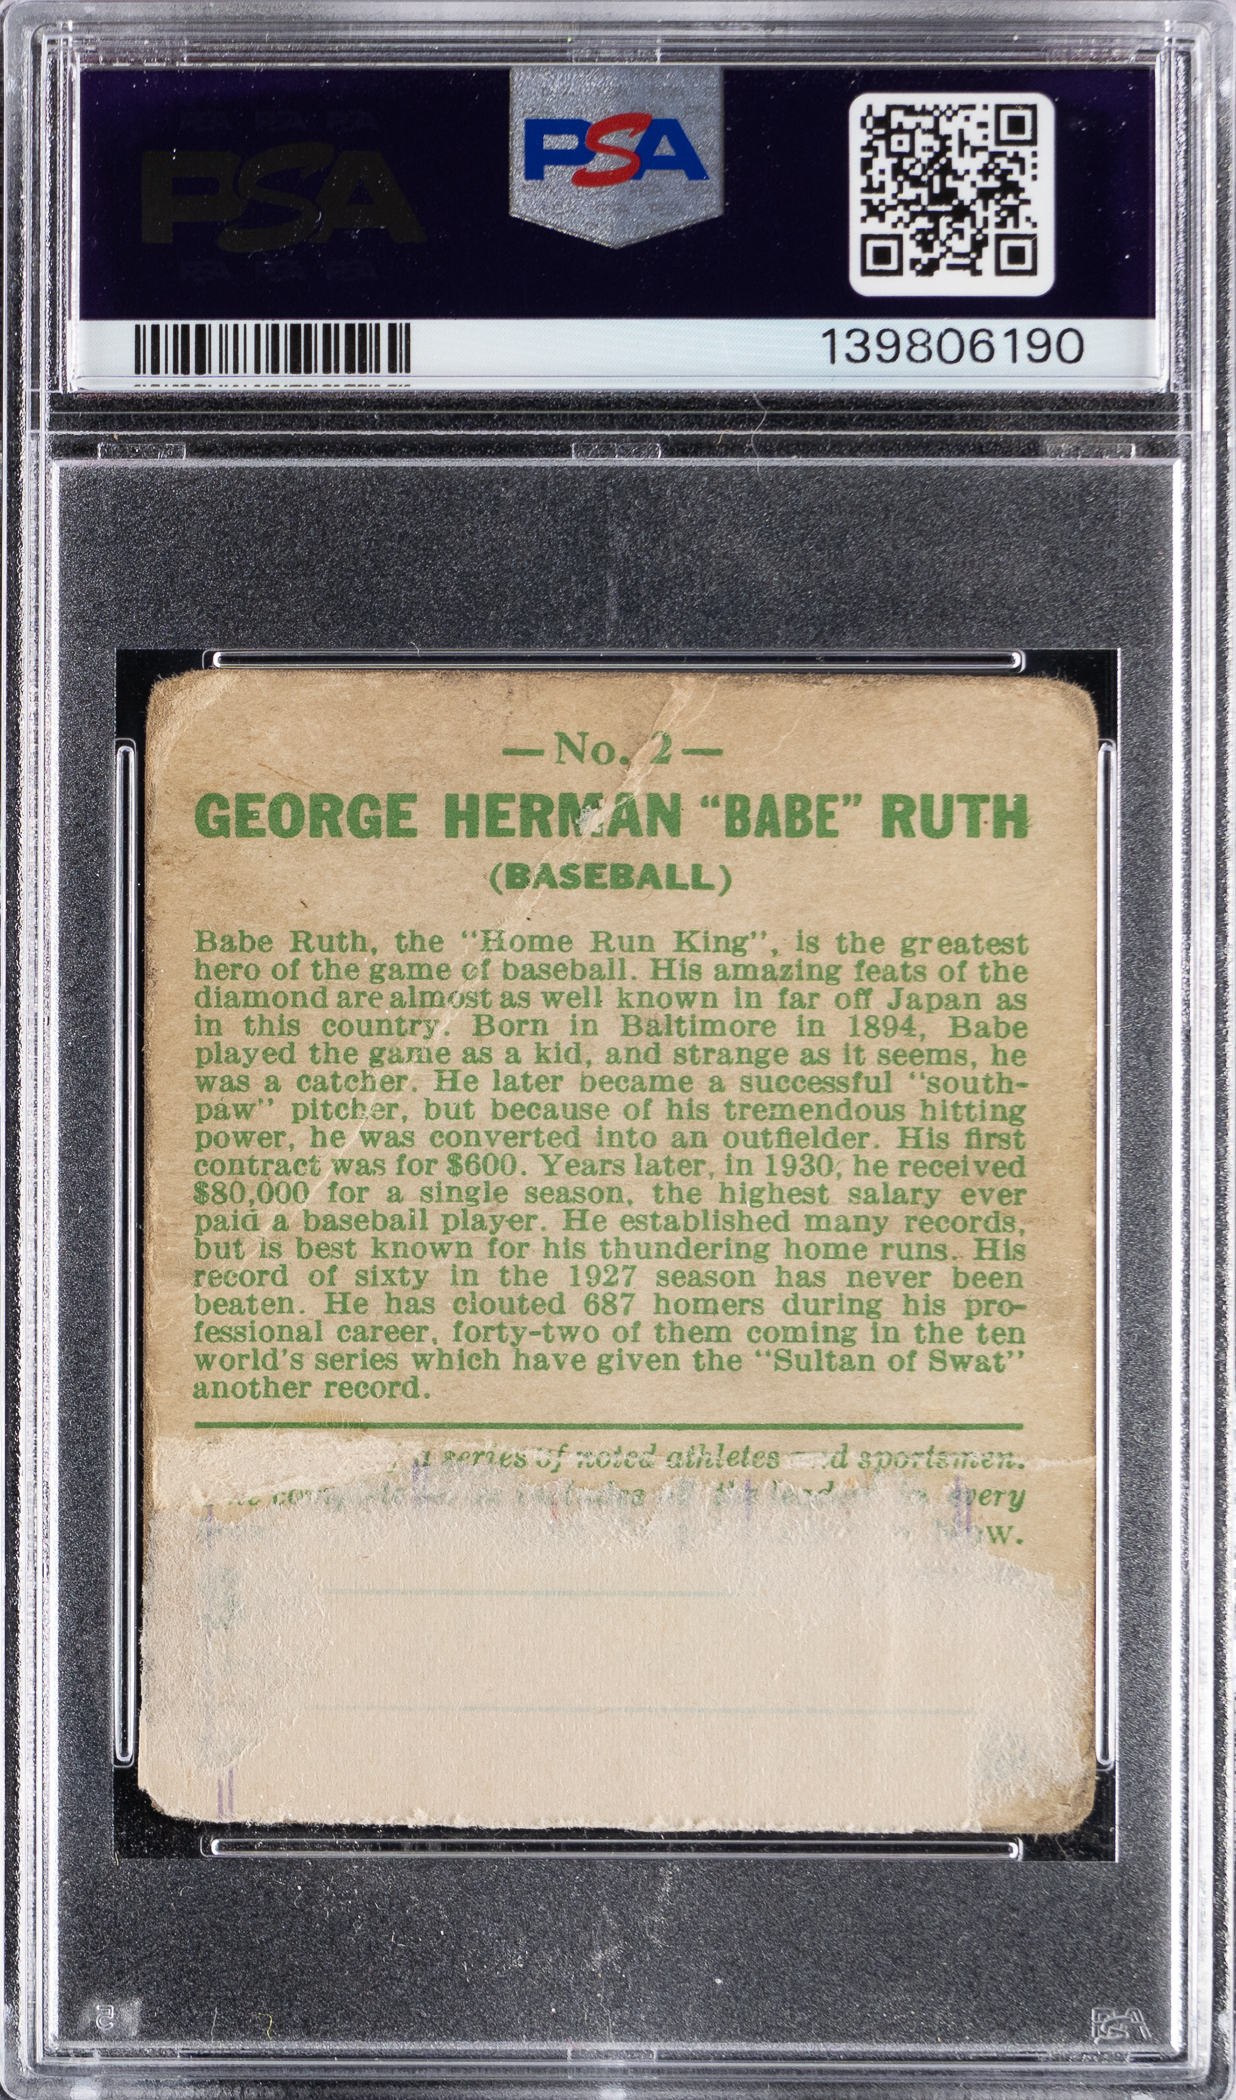 PSA
139806190
—No. 2—
GEORGE HERMAN “BABE” RUTH
(BASEBALL)
Babe Ruth, the “Home Run King”, is the greatest
hero of the game of baseball. His amazing feats of the
diamond are almost as well known in far off Japan as
in this country. Born in Baltimore in 1894, Babe
played the game as a kid, and strange as it seems, he
was a catcher. He later became a successful “south-
paw” pitcher, but because of his tremendous hitting
power, he was converted into an outfielder. His first
contract was for $600. Years later, in 1930, he received
$80,000 for a single season, the highest salary ever
paid a baseball player. He established many records,
but is best known for his thundering home runs. His
record of sixty in the 1927 season has never been
beaten. He has clouted 687 homers during his pro-
fessional career, forty-two of them coming in the ten
world's series which have given the “Sultan of Swat”
another record.
a series of noted athletes and sportsmen.
every
PSA